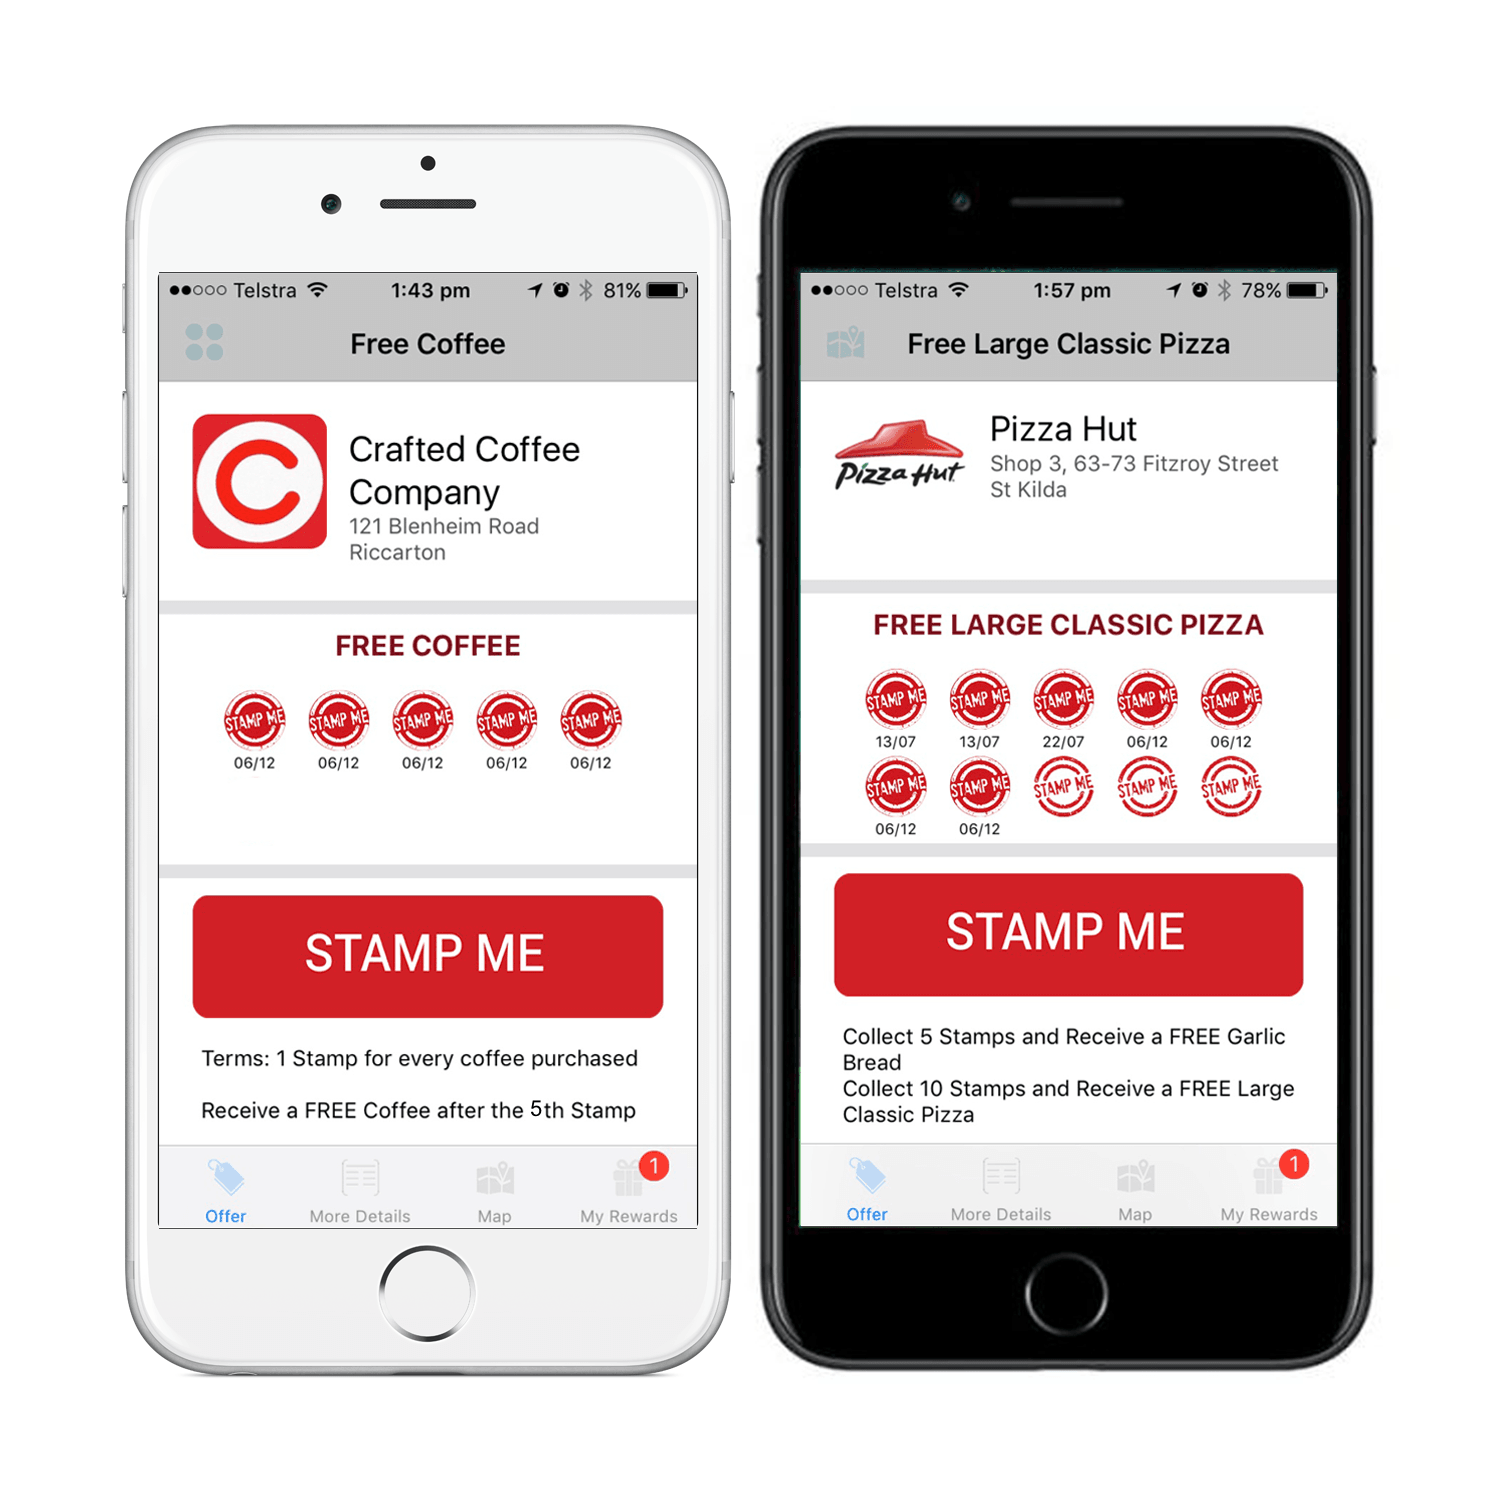 Telstra 1:43 pm 81%
Free Coffee
Crafted Coffee
Company
121 Blenheim Road
Riccarton
FREE COFFEE
STAMP ME STAMP ME STAMP ME STAMP ME STAMP ME
06/12 06/12 06/12 06/12 06/12
STAMP ME
Terms: 1 Stamp for every coffee purchased
Receive a FREE Coffee after the 5th Stamp
1
Offer More Details Map My Rewards
Telstra 1:57 pm 78%
Free Large Classic Pizza
Pizza Hut
Pizza Hut
Shop 3, 63-73 Fitzroy Street
St Kilda
FREE LARGE CLASSIC PIZZA
STAMP ME STAMP ME STAMP ME STAMP ME STAMP ME
13/07 13/07 22/07 06/12 06/12
STAMP ME STAMP ME STAMP ME STAMP ME STAMP ME
06/12 06/12
STAMP ME
Collect 5 Stamps and Receive a FREE Garlic
Bread
Collect 10 Stamps and Receive a FREE Large
Classic Pizza
1
Offer More Details Map My Rewards